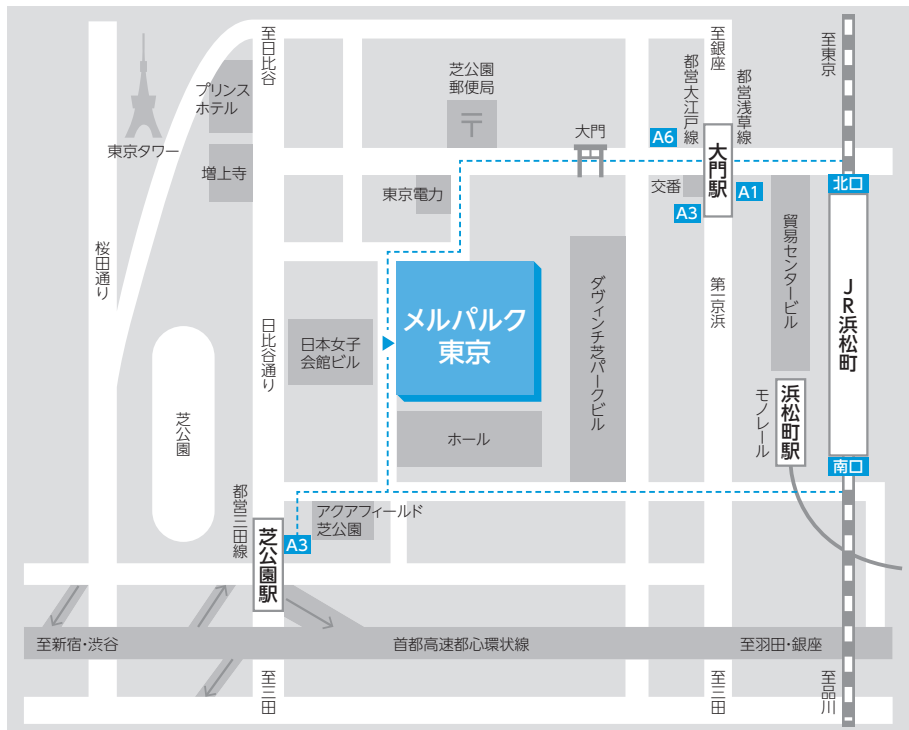 至日比谷
至銀座
至東京
都営大江戸線
都営浅草線
芝公園
郵便局
プリンス
ホテル
東京タワー
大門
A6
大門駅
増上寺
東京電力
交番
A1
A3
北口
桜田通り
貿易センタービル
JR浜松町
メルパルク
東京
ダヴィンチ芝パークビル
第一京浜
日比谷通り
日本女子
会館ビル
芝公園
ホール
モノレール
浜松町駅
南口
都営三田線
アクアフィールド
芝公園
A3
芝公園駅
至新宿・渋谷
首都高速都心環状線
至羽田・銀座
至三田
至三田
至品川